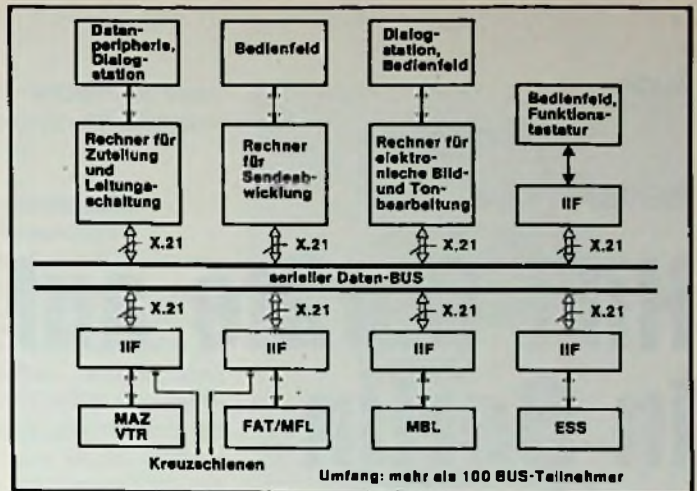 Daten-
peripherie,
Dialog-
station
Bedienfeld
Dialog-
station,
Bedienfeld
Bedienfeld,
Funktions-
tastatur
Rechner für
Zuteilung
und
Leitungs-
schaltung
Rechner
für
Sendeab-
wicklung
Rechner für
elektro-
nische Bild-
und Ton-
bearbeitung
IIF
X.21
X.21
X.21
X.21
serieller Daten-BUS
X.21
X.21
X.21
X.21
IIF
IIF
IIF
IIF
MAZ
VTR
FAT/MFL
MBL
ESS
Kreuzschienen
Umfang: mehr als 100 BUS-Teilnehmer